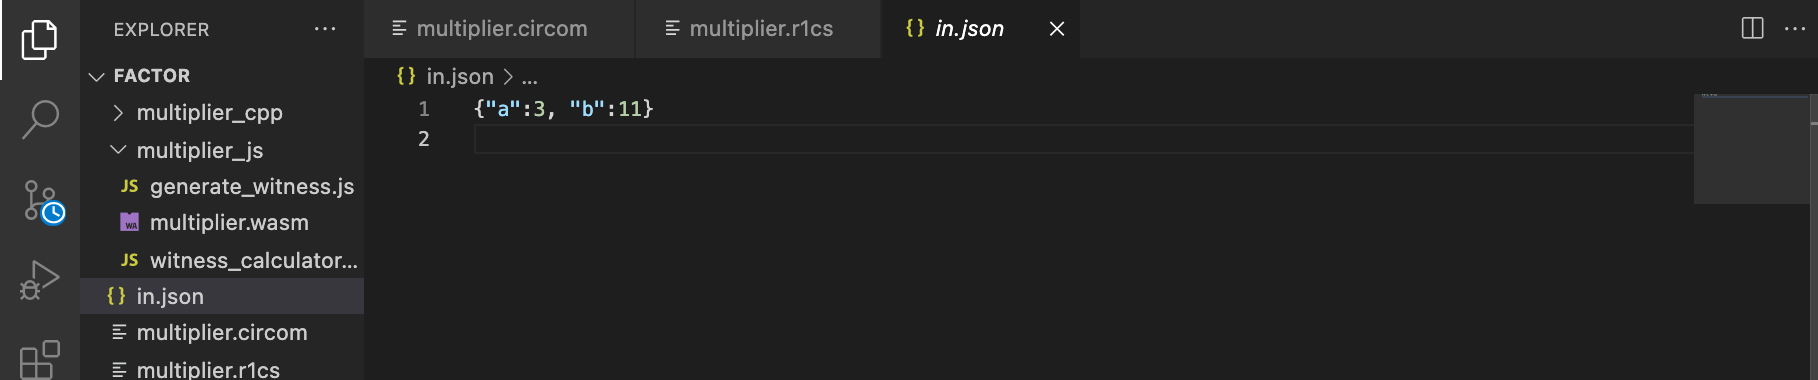 EXPLORER ...
FACTOR
multiplier_cpp
multiplier_js
JS generate_witness.js
WA multiplier.wasm
JS witness_calculator...
{} in.json
multiplier.circom
multiplier.r1cs
multiplier.circom
multiplier.r1cs
{} in.json
{} in.json > ...
1 {"a":3, "b":11}
2